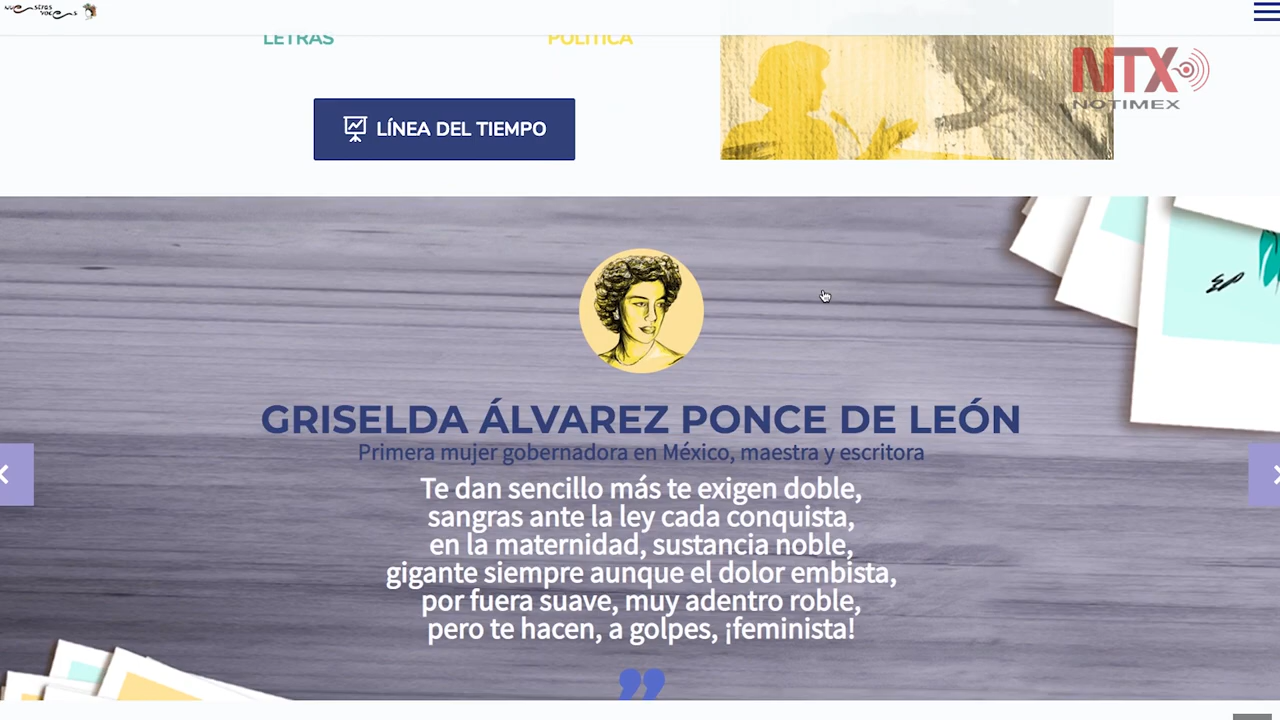 LETRAS
POLÍTICA
NTX
NOTIMEX
LÍNEA DEL TIEMPO
GRISELDA ÁLVAREZ PONCE DE LEÓN
Primera mujer gobernadora en México, maestra y escritora
Te dan sencillo más te exigen doble,
sangras ante la ley cada conquista,
en la maternidad, sustancia noble,
gigante siempre aunque el dolor embista,
por fuera suave, muy adentro roble,
pero te hacen, a golpes, ¡feminista!
”